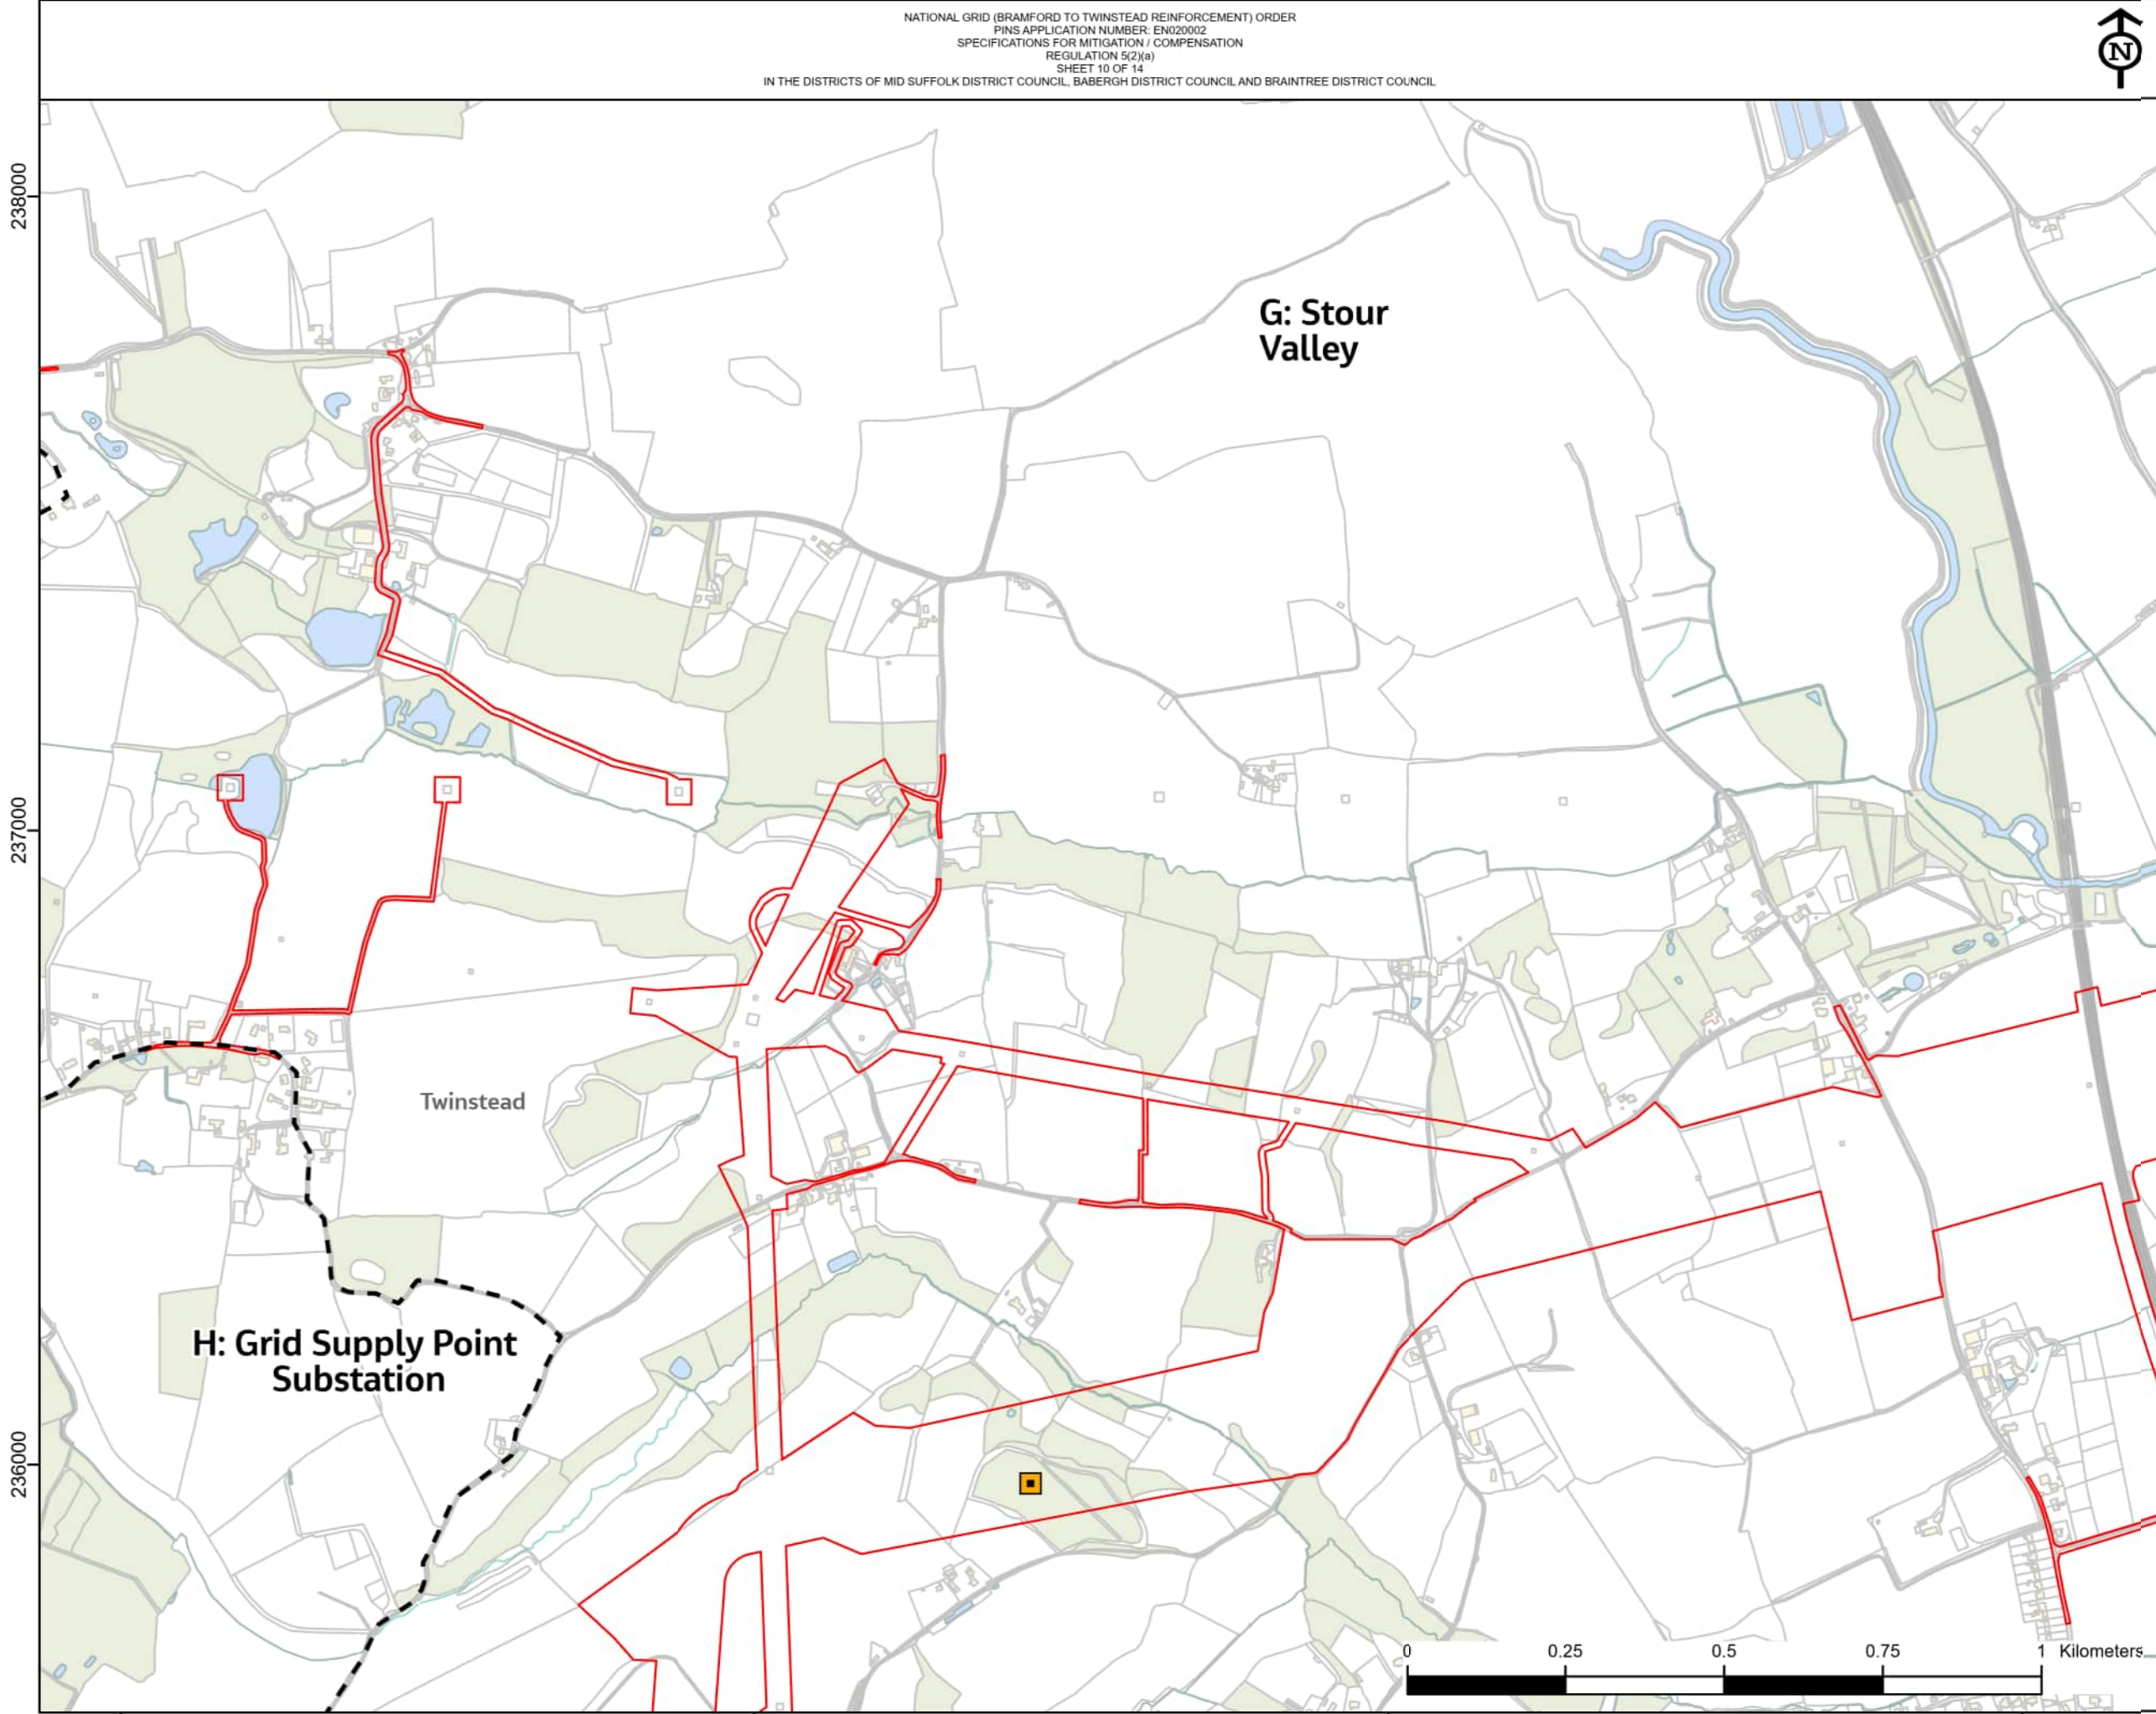 NATIONAL GRID (BRAMFORD TO TWINSTEAD REINFORCEMENT) ORDER
PINS APPLICATION NUMBER: EN020002
SPECIFICATIONS FOR MITIGATION / COMPENSATION
REGULATION 5(2)(a)
SHEET 10 OF 14
IN THE DISTRICTS OF MID SUFFOLK DISTRICT COUNCIL, BABERGH DISTRICT COUNCIL AND BRAINTREE DISTRICT COUNCIL
N
238000
G: Stour
Valley
237000
Twinstead
H: Grid Supply Point
Substation
236000
0 0.25 0.5 0.75 1 Kilometers